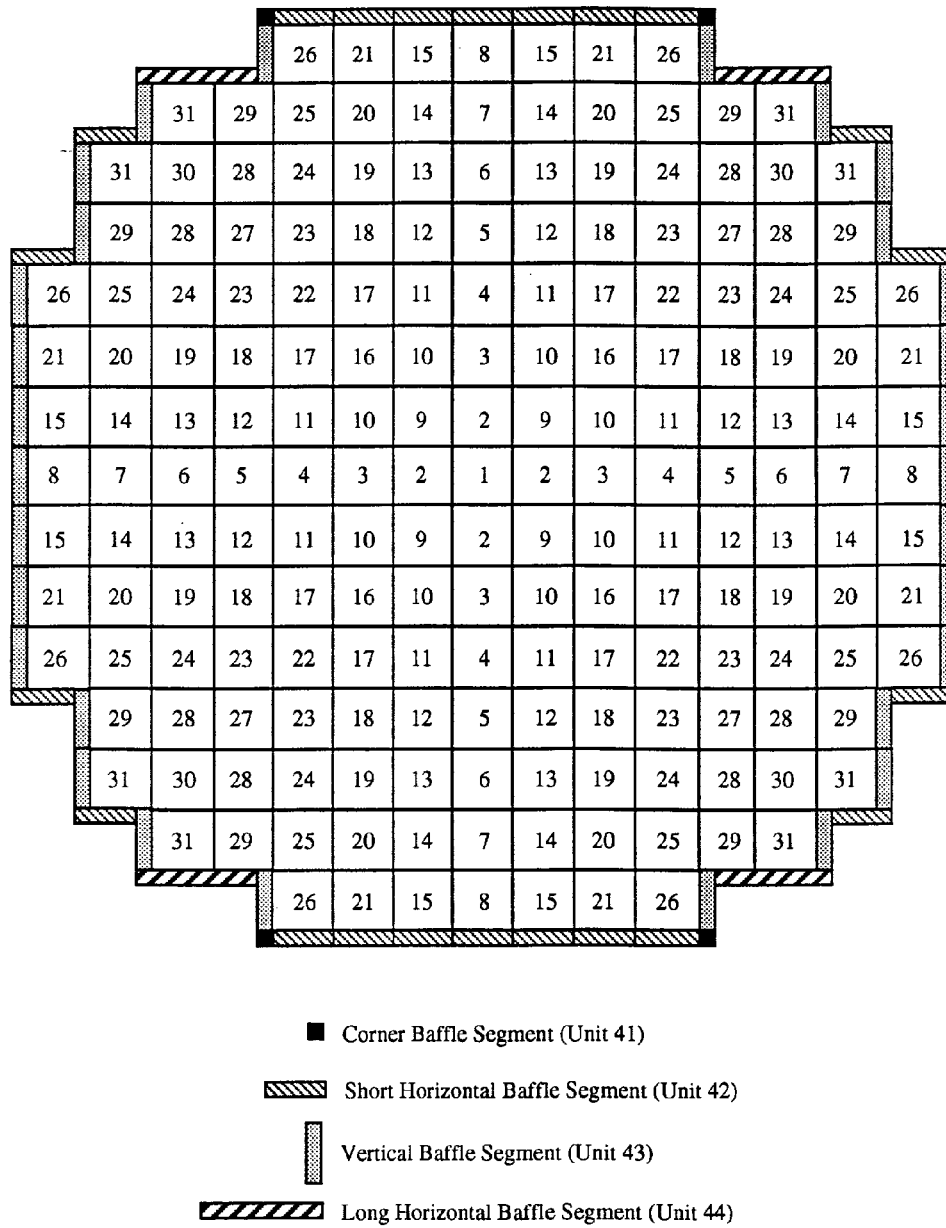 26 21 15 8 15 21 26
31 29 25 20 14 7 14 20 25 29 31
31 30 28 24 19 13 6 13 19 24 28 30 31
29 28 27 23 18 12 5 12 18 23 27 28 29
26 25 24 23 22 17 11 4 11 17 22 23 24 25 26
21 20 19 18 17 16 10 3 10 16 17 18 19 20 21
15 14 13 12 11 10 9 2 9 10 11 12 13 14 15
8 7 6 5 4 3 2 1 2 3 4 5 6 7 8
15 14 13 12 11 10 9 2 9 10 11 12 13 14 15
21 20 19 18 17 16 10 3 10 16 17 18 19 20 21
26 25 24 23 22 17 11 4 11 17 22 23 24 25 26
29 28 27 23 18 12 5 12 18 23 27 28 29
31 30 28 24 19 13 6 13 19 24 28 30 31
31 29 25 20 14 7 14 20 25 29 31
26 21 15 8 15 21 26
Corner Baffle Segment (Unit 41)
Short Horizontal Baffle Segment (Unit 42)
Vertical Baffle Segment (Unit 43)
Long Horizontal Baffle Segment (Unit 44)